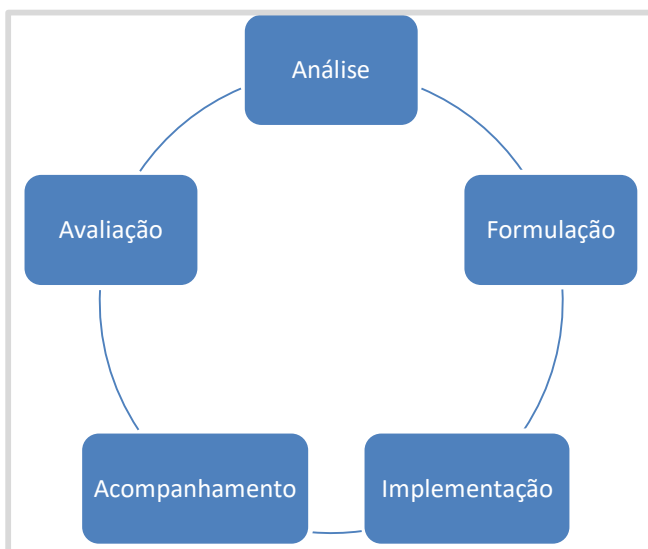 Análise
Formulação
Implementação
Acompanhamento
Avaliação